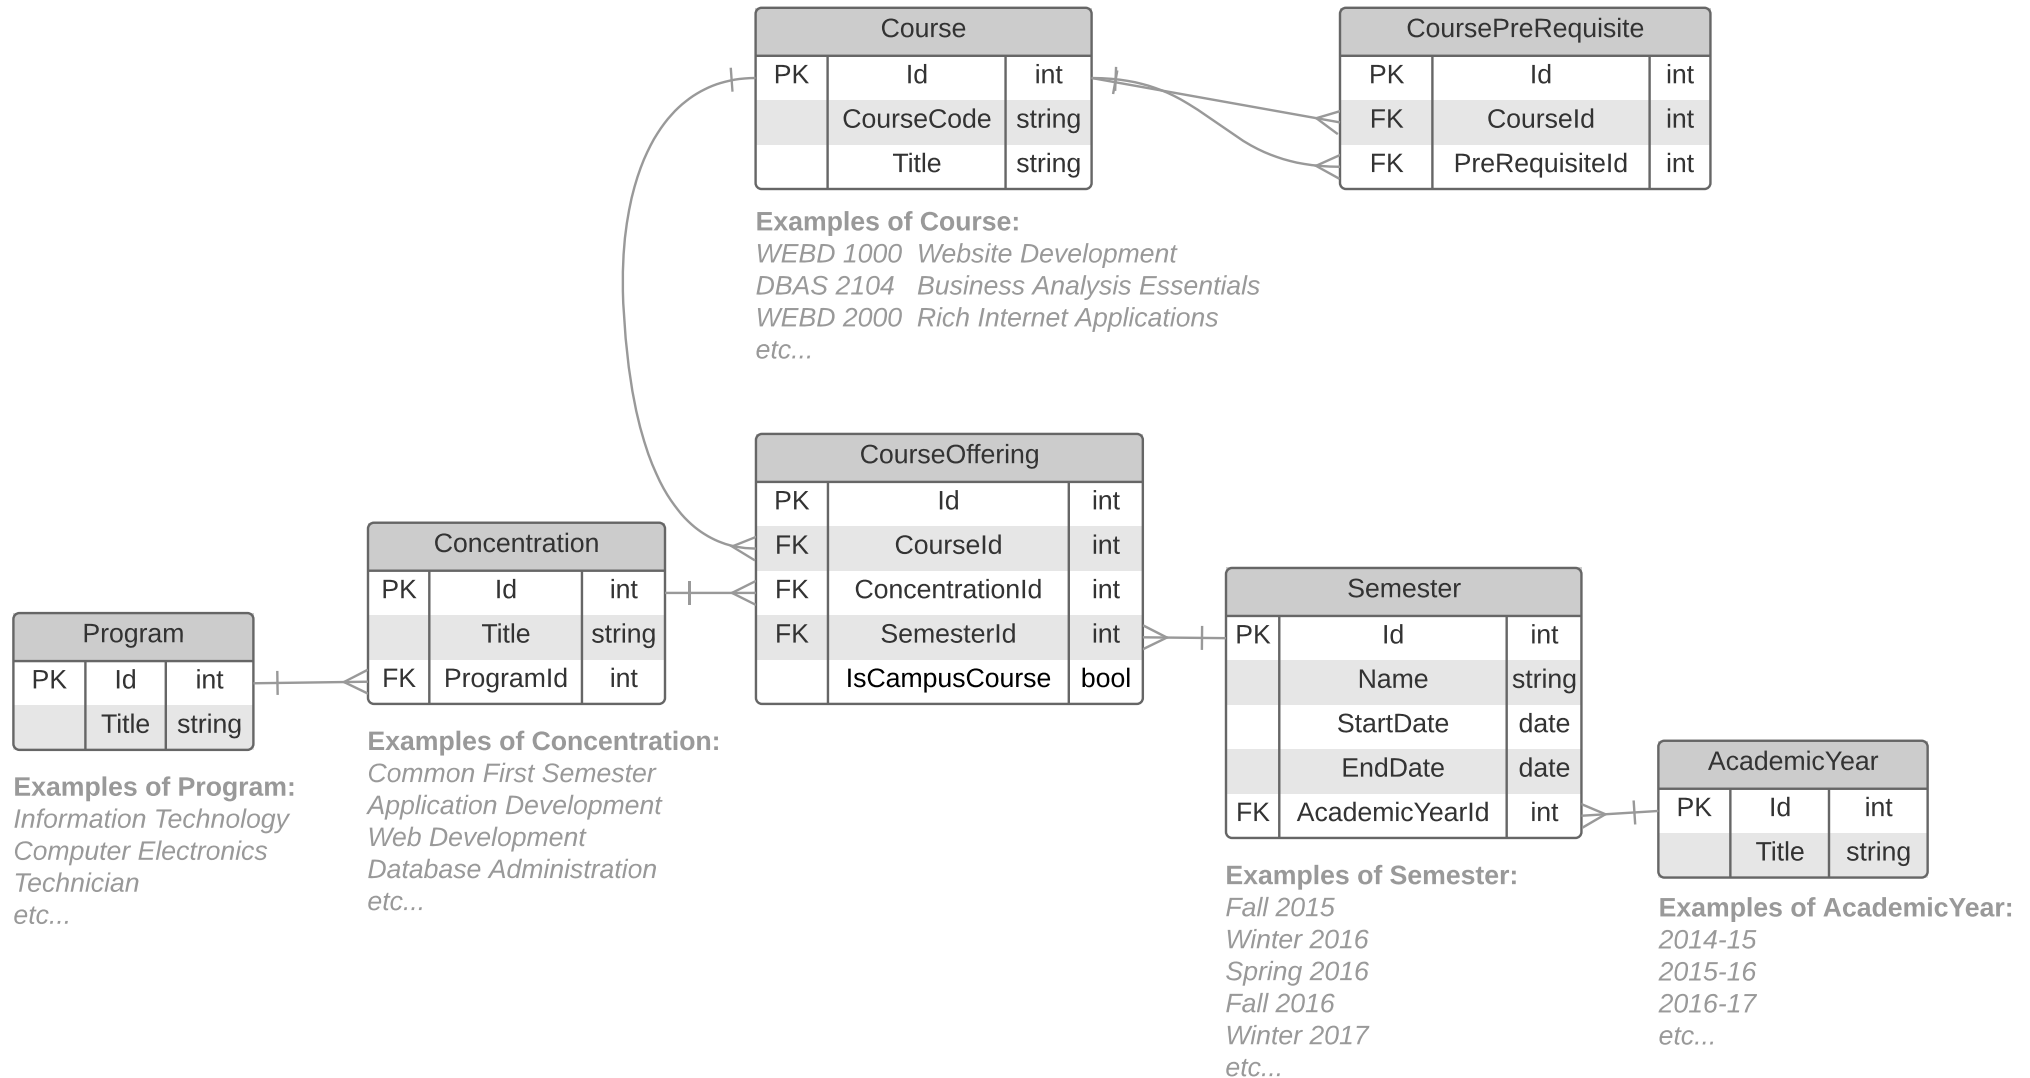 Course
PK Id int
CourseCode string
Title string
Examples of Course:
WEBD 1000 Website Development
DBAS 2104 Business Analysis Essentials
WEBD 2000 Rich Internet Applications
etc...
CoursePreRequisite
PK Id int
FK CourseId int
FK PreRequisiteId int
CourseOffering
PK Id int
FK CourseId int
FK ConcentrationId int
FK SemesterId int
IsCampusCourse bool
Concentration
PK Id int
Title string
FK ProgramId int
Examples of Concentration:
Common First Semester
Application Development
Web Development
Database Administration
etc...
Program
PK Id int
Title string
Examples of Program:
Information Technology
Computer Electronics
Technician
etc...
Semester
PK Id int
Name string
StartDate date
EndDate date
FK AcademicYearId int
Examples of Semester:
Fall 2015
Winter 2016
Spring 2016
Fall 2016
Winter 2017
etc...
AcademicYear
PK Id int
Title string
Examples of AcademicYear:
2014-15
2015-16
2016-17
etc...